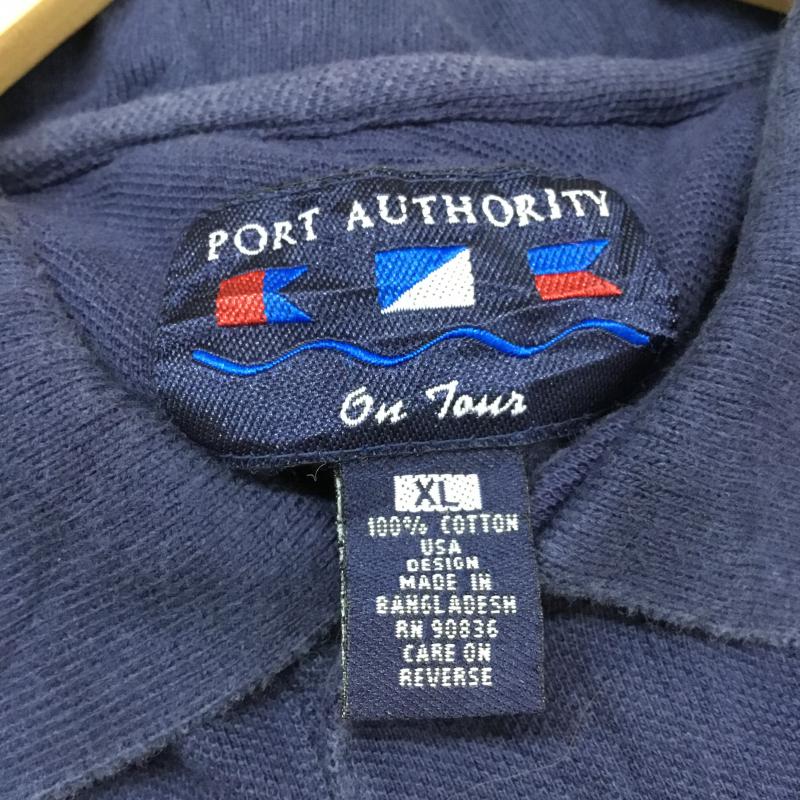 PORT AUTHORITY
On Tour
XL
100% COTTON
USA
DESIGN
MADE IN
BANGLADESH
RN 90836
CARE ON
REVERSE